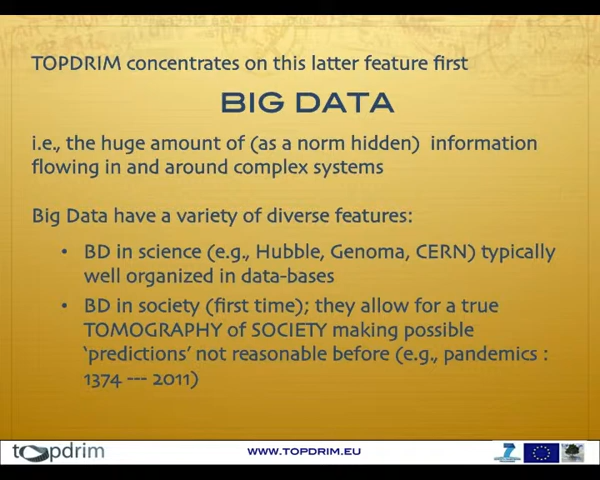 TOPDRIM concentrates on this latter feature first
BIG DATA
i.e., the huge amount of (as a norm hidden) information
flowing in and around complex systems
Big Data have a variety of diverse features:
• BD in science (e.g., Hubble, Genoma, CERN) typically
well organized in data-bases
• BD in society (first time); they allow for a true
TOMOGRAPHY of SOCIETY making possible
‘predictions’ not reasonable before (e.g., pandemics :
1374 --- 2011)
topdrim
WWW.TOPDRIM.EU